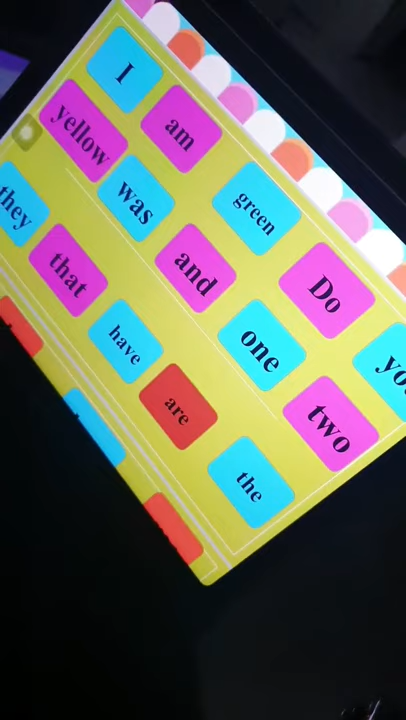 I am green Do
yellow was and one two
they that have are the